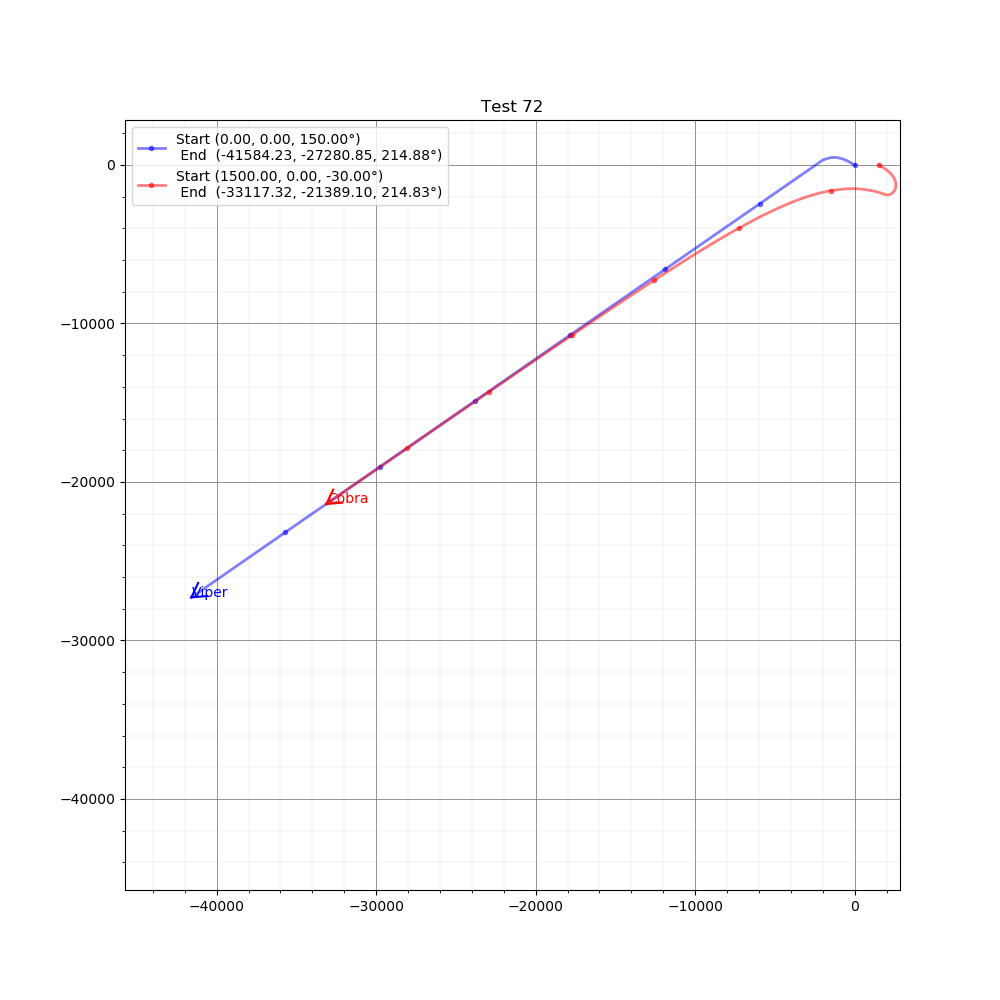 Test 72
Start (0.00, 0.00, 150.00°)
End  (-41584.23, -27280.85, 214.88°)
Start (1500.00, 0.00, -30.00°)
End  (-33117.32, -21389.10, 214.83°)
0
−10000
−20000
−30000
−40000
Cobra
Viper
−40000
−30000
−20000
−10000
0